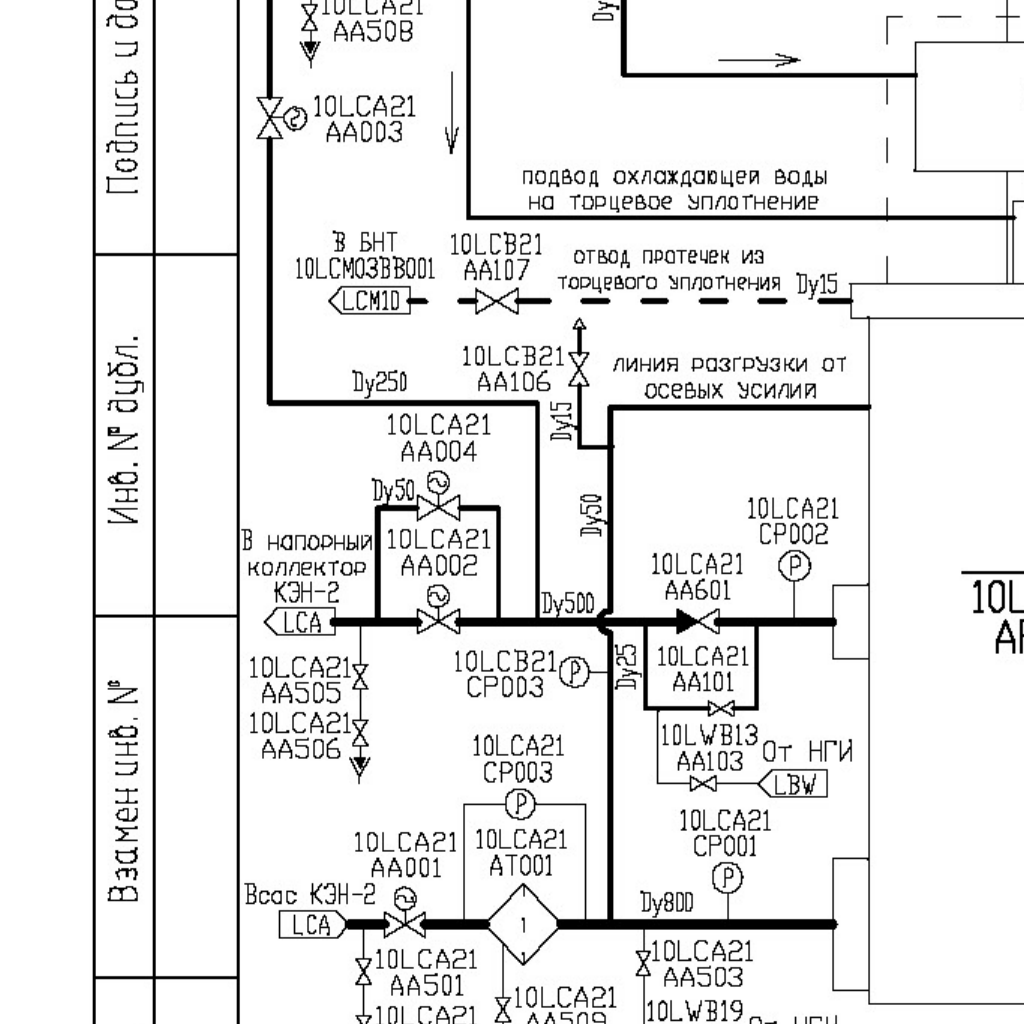 10LCA21
AA508
Dy
Подпись и да
10LCA21
AA003
ПОДВОД ОХЛАЖДАЮЩЕЙ ВОДЫ
НА ТОРЦЕВОЕ УПЛОТНЕНИЕ
В БНТ
10LCM03BB001
LCM10
10LCB21
AA107
ОТВОД ПРОТЕЧЕК ИЗ
ТОРЦЕВОГО УПЛОТНЕНИЯ
Dy15
10LCB21
AA106
ЛИНИЯ РАЗГРУЗКИ ОТ
ОСЕВЫХ УСИЛИЙ
Dy250
Dy15
Инв. № дубл.
10LCA21
AA004
Dy50
Dy50
10LCA21
CP002
P
В НАПОРНЫЙ
КОЛЛЕКТОР
КЭН-2
LCA
10LCA21
AA002
Dy500
10LCA21
AA601
10L
AP
10LCA21
AA505
10LCA21
AA506
10LCB21
CP003
P
Dy25
10LCA21
AA101
10LWB13
AA103
От НГИ
LBW
Взамен инв. №
10LCA21
CP003
P
10LCA21
CP001
P
10LCA21
AA001
10LCA21
AT001
1
1
Всас КЭН-2
LCA
Dy800
10LCA21
AA501
10LCA21
10LCA21
AA509
10LCA21
AA503
10LWB19
От НГИ